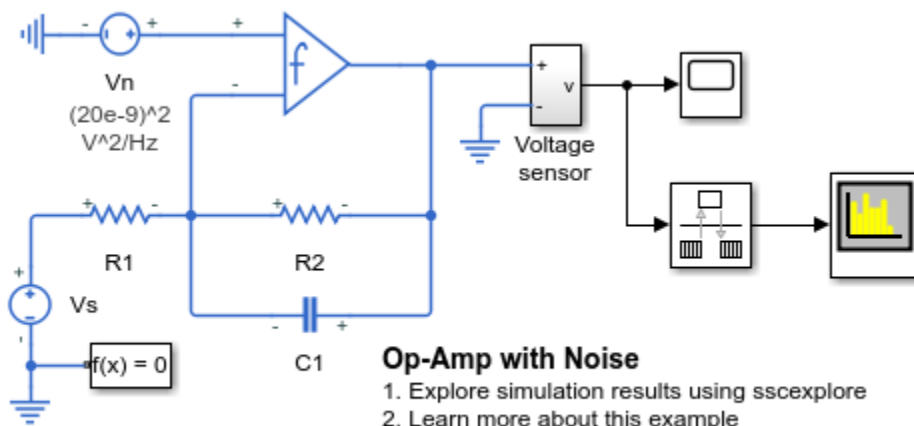 Vn
(20e-9)^2
V^2/Hz
f
+
v
-
Voltage
sensor
R1
R2
Vs
f(x) = 0
C1
Op-Amp with Noise
1. Explore simulation results using sscexplore
2. Learn more about this example